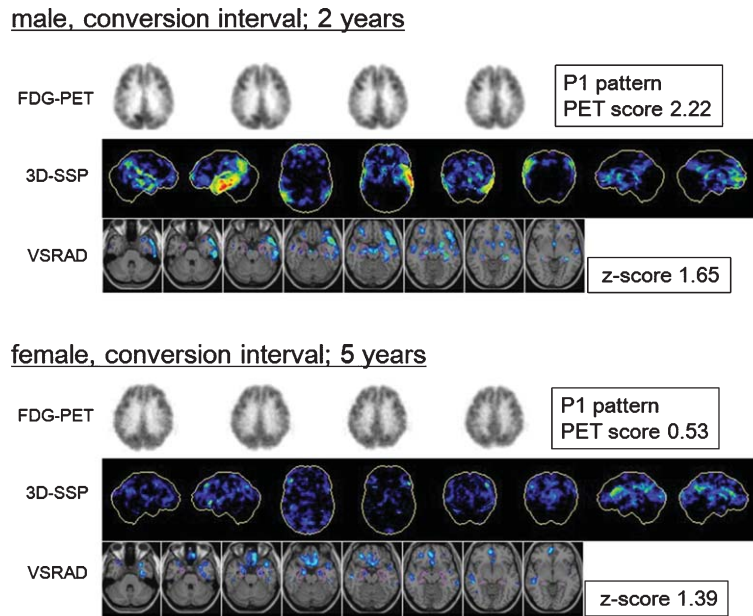 male, conversion interval; 2 years
FDG-PET
P1 pattern
PET score 2.22
3D-SSP
VSRAD
z-score 1.65
female, conversion interval; 5 years
FDG-PET
P1 pattern
PET score 0.53
3D-SSP
VSRAD
z-score 1.39